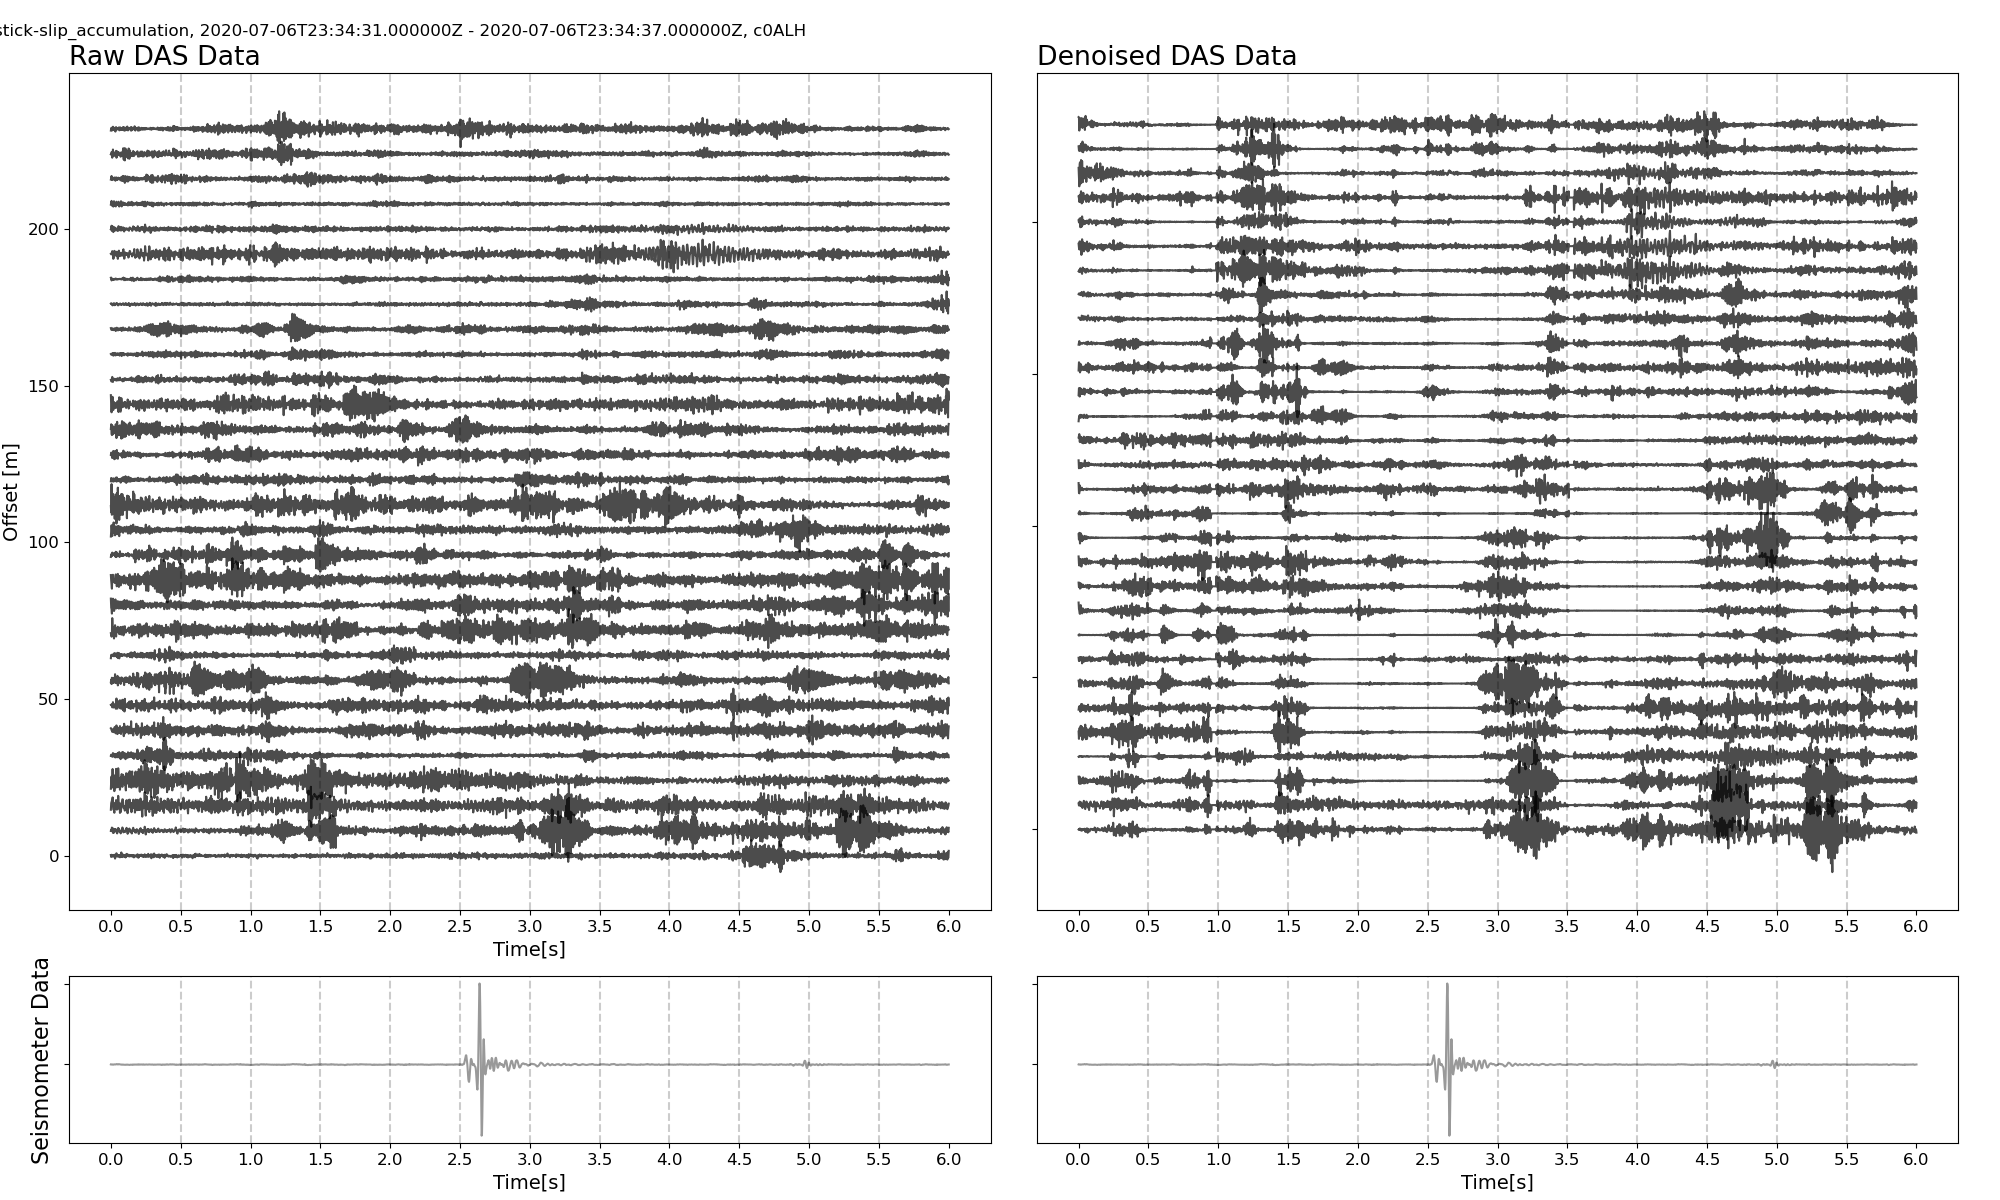 stick-slip_accumulation, 2020-07-06T23:34:31.000000Z - 2020-07-06T23:34:37.000000Z, c0ALH
Raw DAS Data
Denoised DAS Data
Offset [m]
200
150
100
50
0
0.0 0.5 1.0 1.5 2.0 2.5 3.0 3.5 4.0 4.5 5.0 5.5 6.0
Time[s]
0.0 0.5 1.0 1.5 2.0 2.5 3.0 3.5 4.0 4.5 5.0 5.5 6.0
Seismometer Data
0.0 0.5 1.0 1.5 2.0 2.5 3.0 3.5 4.0 4.5 5.0 5.5 6.0
Time[s]
0.0 0.5 1.0 1.5 2.0 2.5 3.0 3.5 4.0 4.5 5.0 5.5 6.0
Time[s]